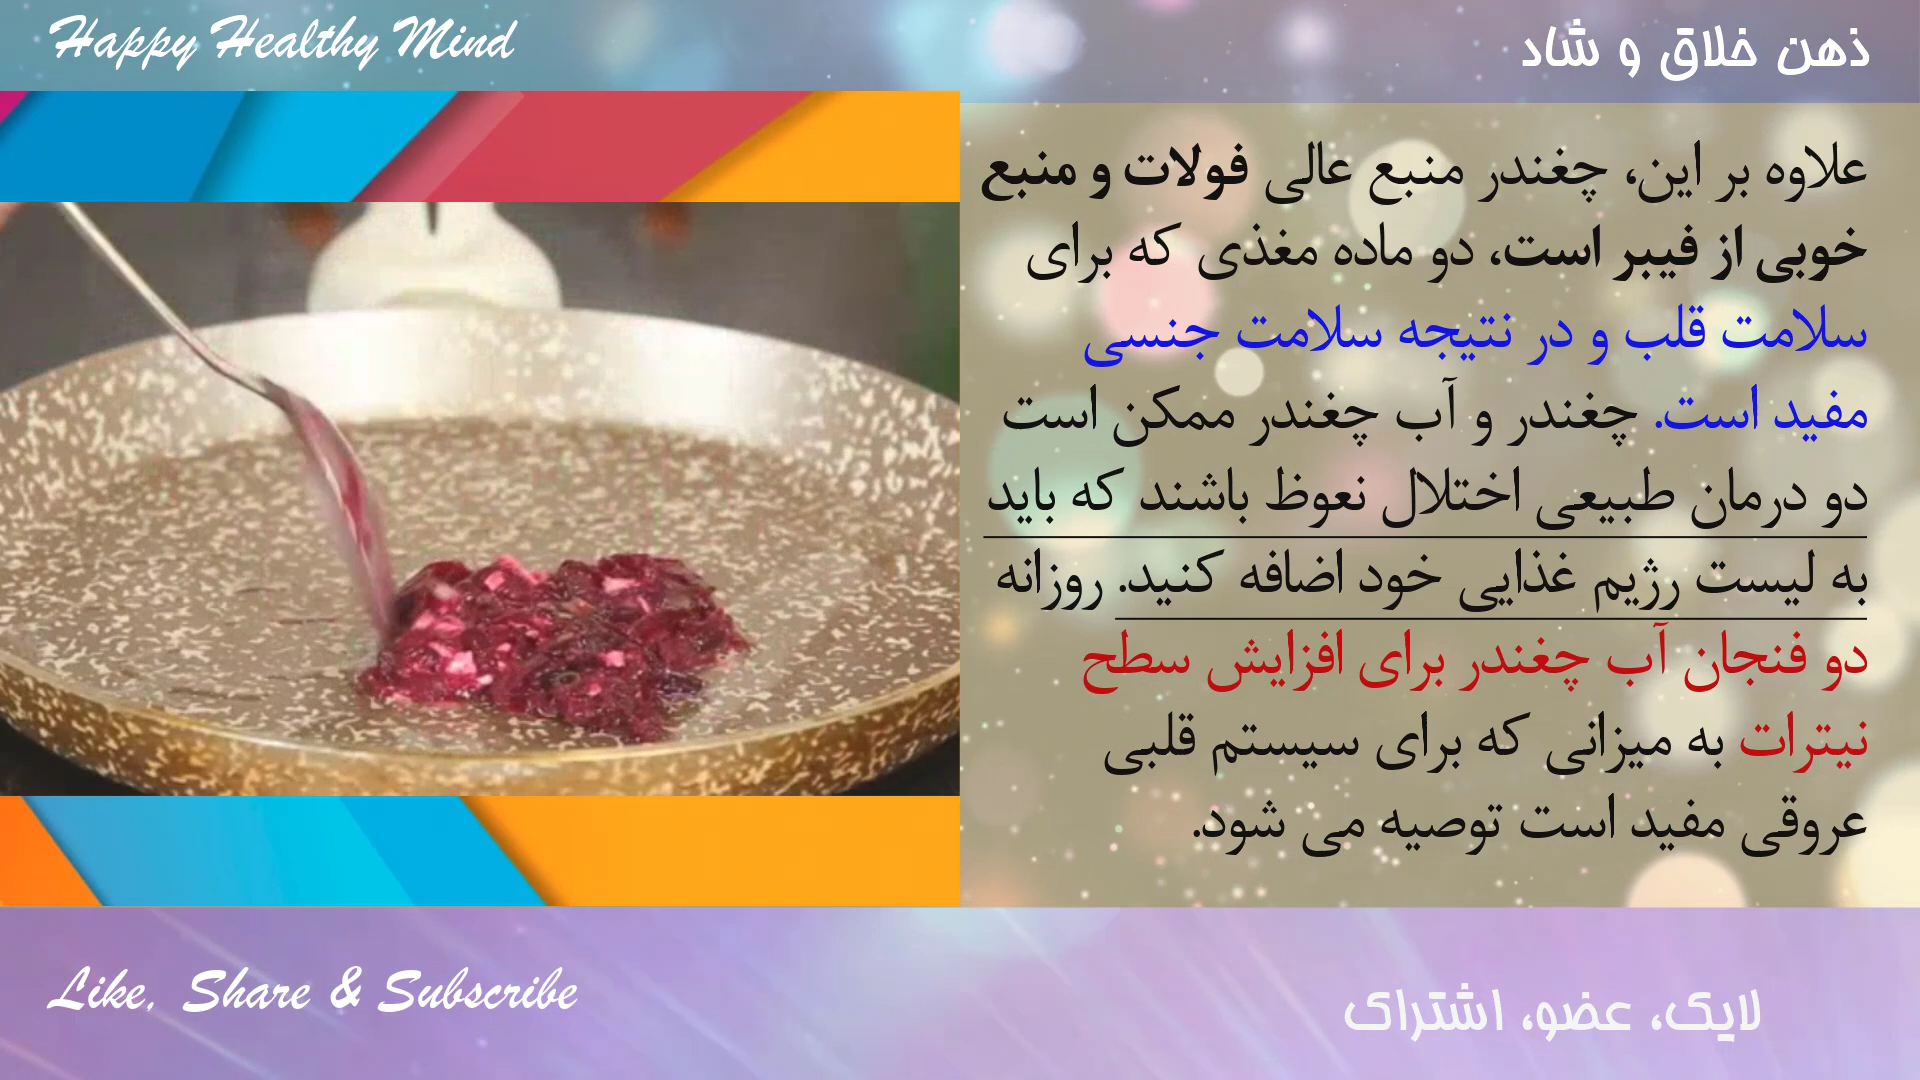 Happy Healthy Mind
ذهن خلاق و شاد
علاوه بر این، چغندر منبع عالی فولات و منبع
خوبی از فیبر است، دو ماده مغذی که برای
سلامت قلب و در نتیجه سلامت جنسی
مفید است. چغندر و آب چغندر ممکن است
دو درمان طبیعی اختلال نعوظ باشند که باید
به لیست رژیم غذایی خود اضافه کنید. روزانه
دو فنجان آب چغندر برای افزایش سطح
نیترات به میزانی که برای سیستم قلبی
عروقی مفید است توصیه می شود.
Like, Share & Subscribe
لایک، عضو، اشتراک